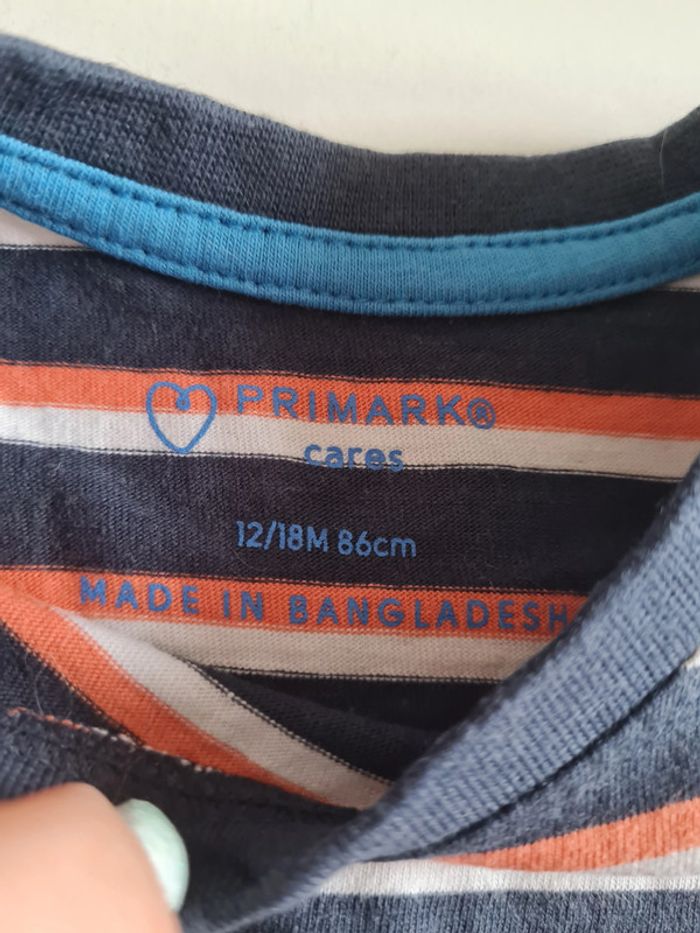 PRIMARK®
cares
12/18M 86cm
MADE IN BANGLADESH